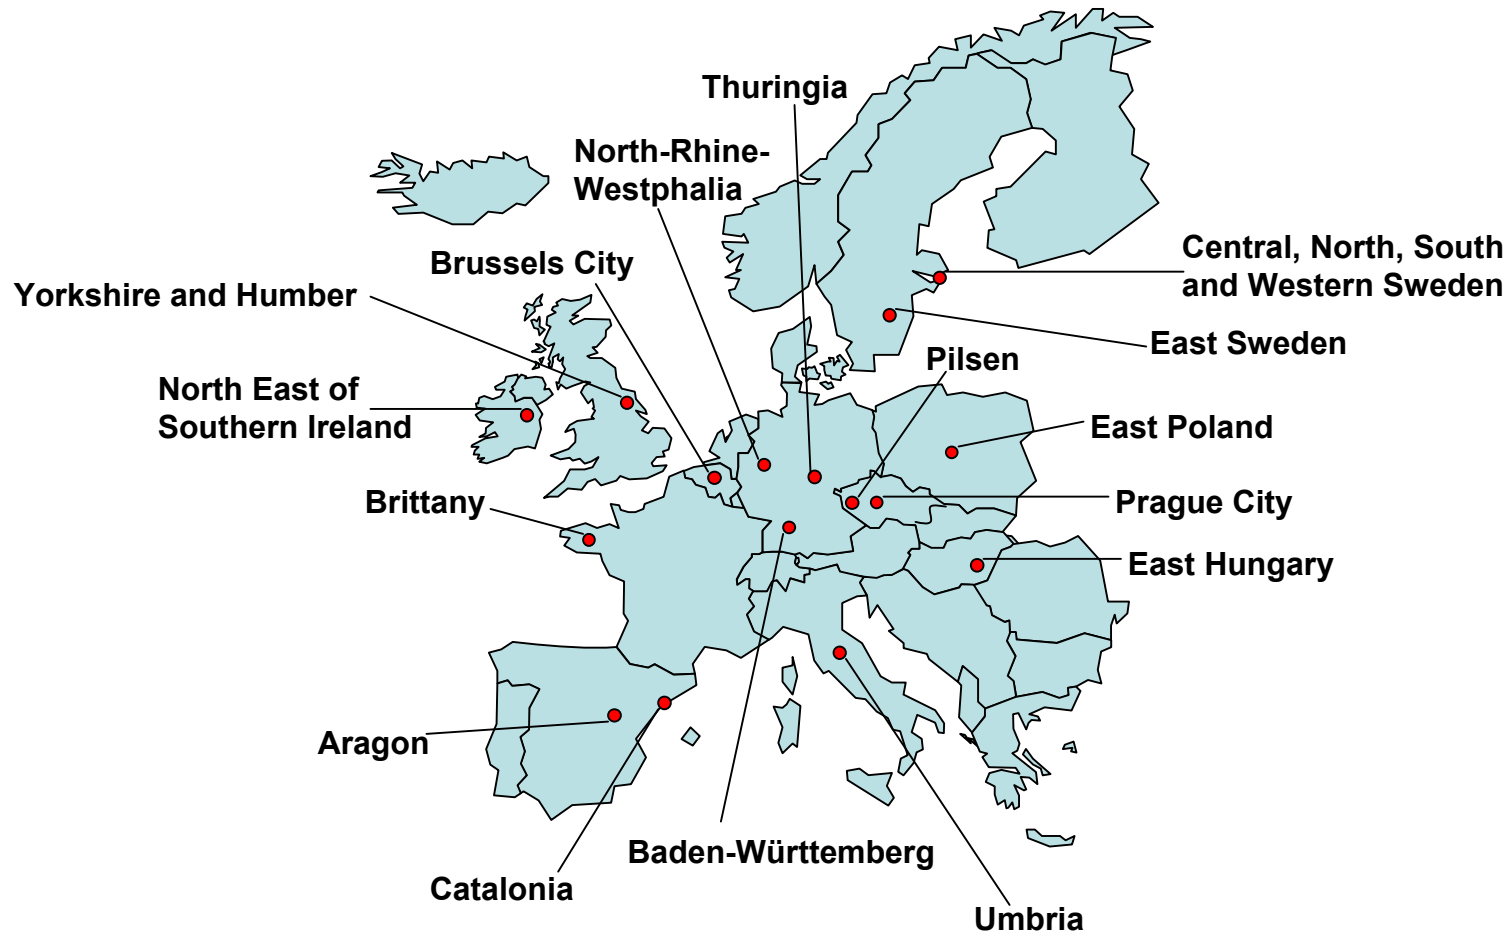 Thuringia
North-Rhine-
Westphalia
Brussels City
Yorkshire and Humber
Central, North, South
and Western Sweden
East Sweden
Pilsen
North East of
Southern Ireland
East Poland
Brittany
Prague City
East Hungary
Aragon
Baden-Württemberg
Catalonia
Umbria